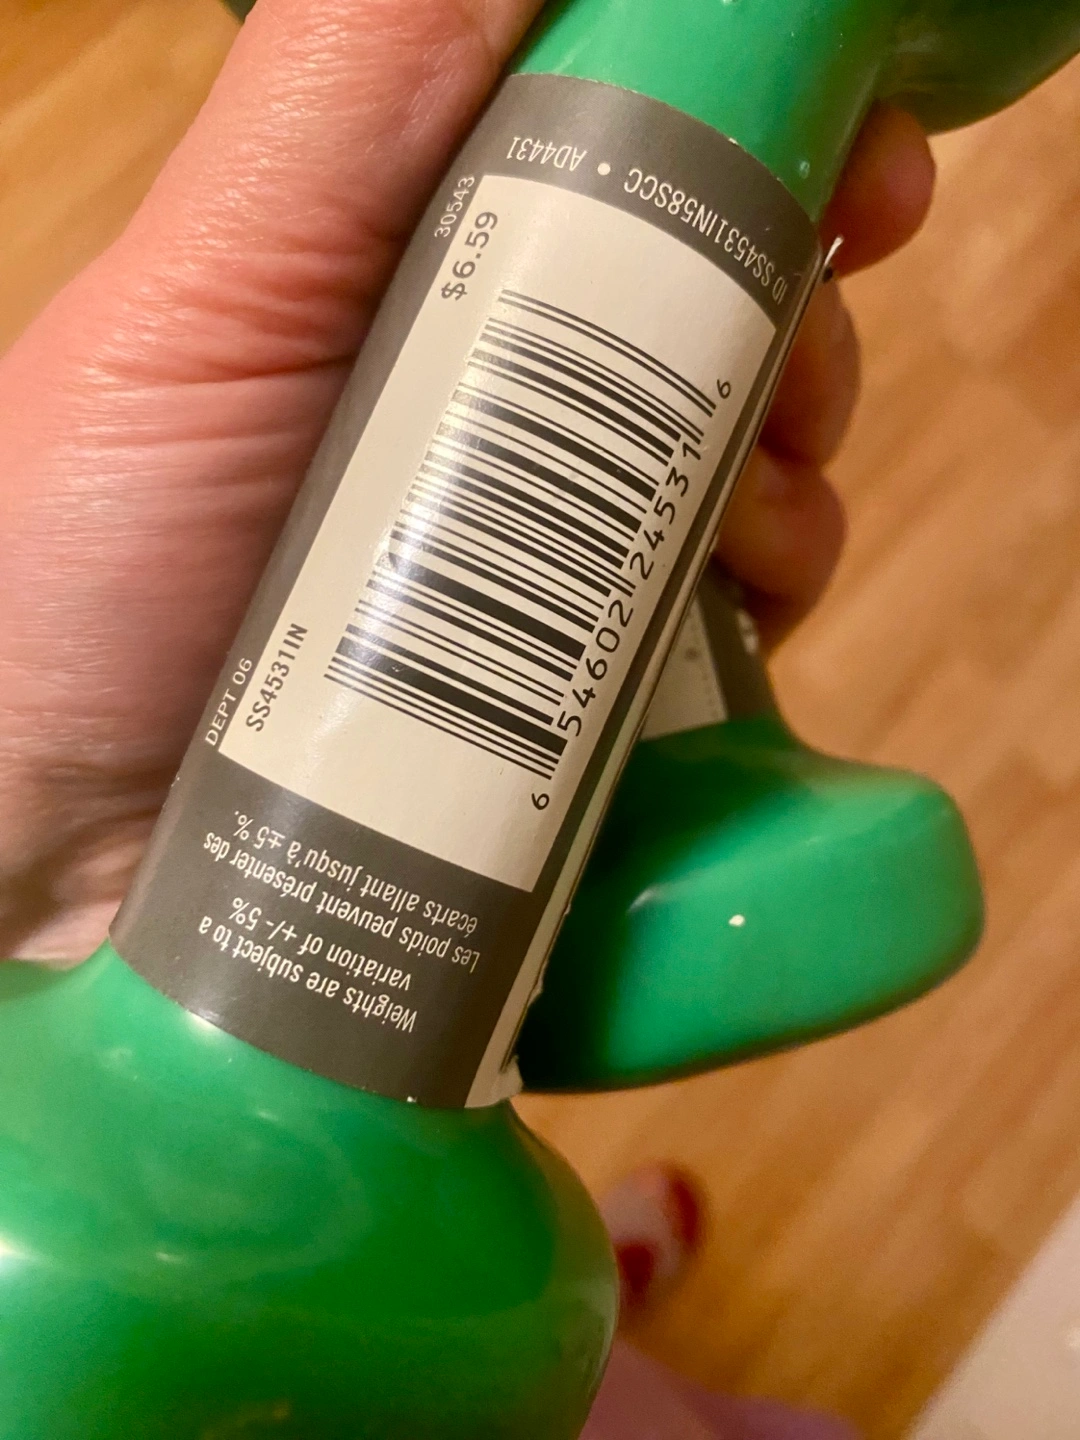 ID SS4531IN58SCC • AD4431
30543
$6.59
6 54602 24531 6
DEPT 06
SS4531IN
Weights are subject to a
variation of +/- 5%
Les poids peuvent présenter des
écarts allant jusqu'à ±5 %.